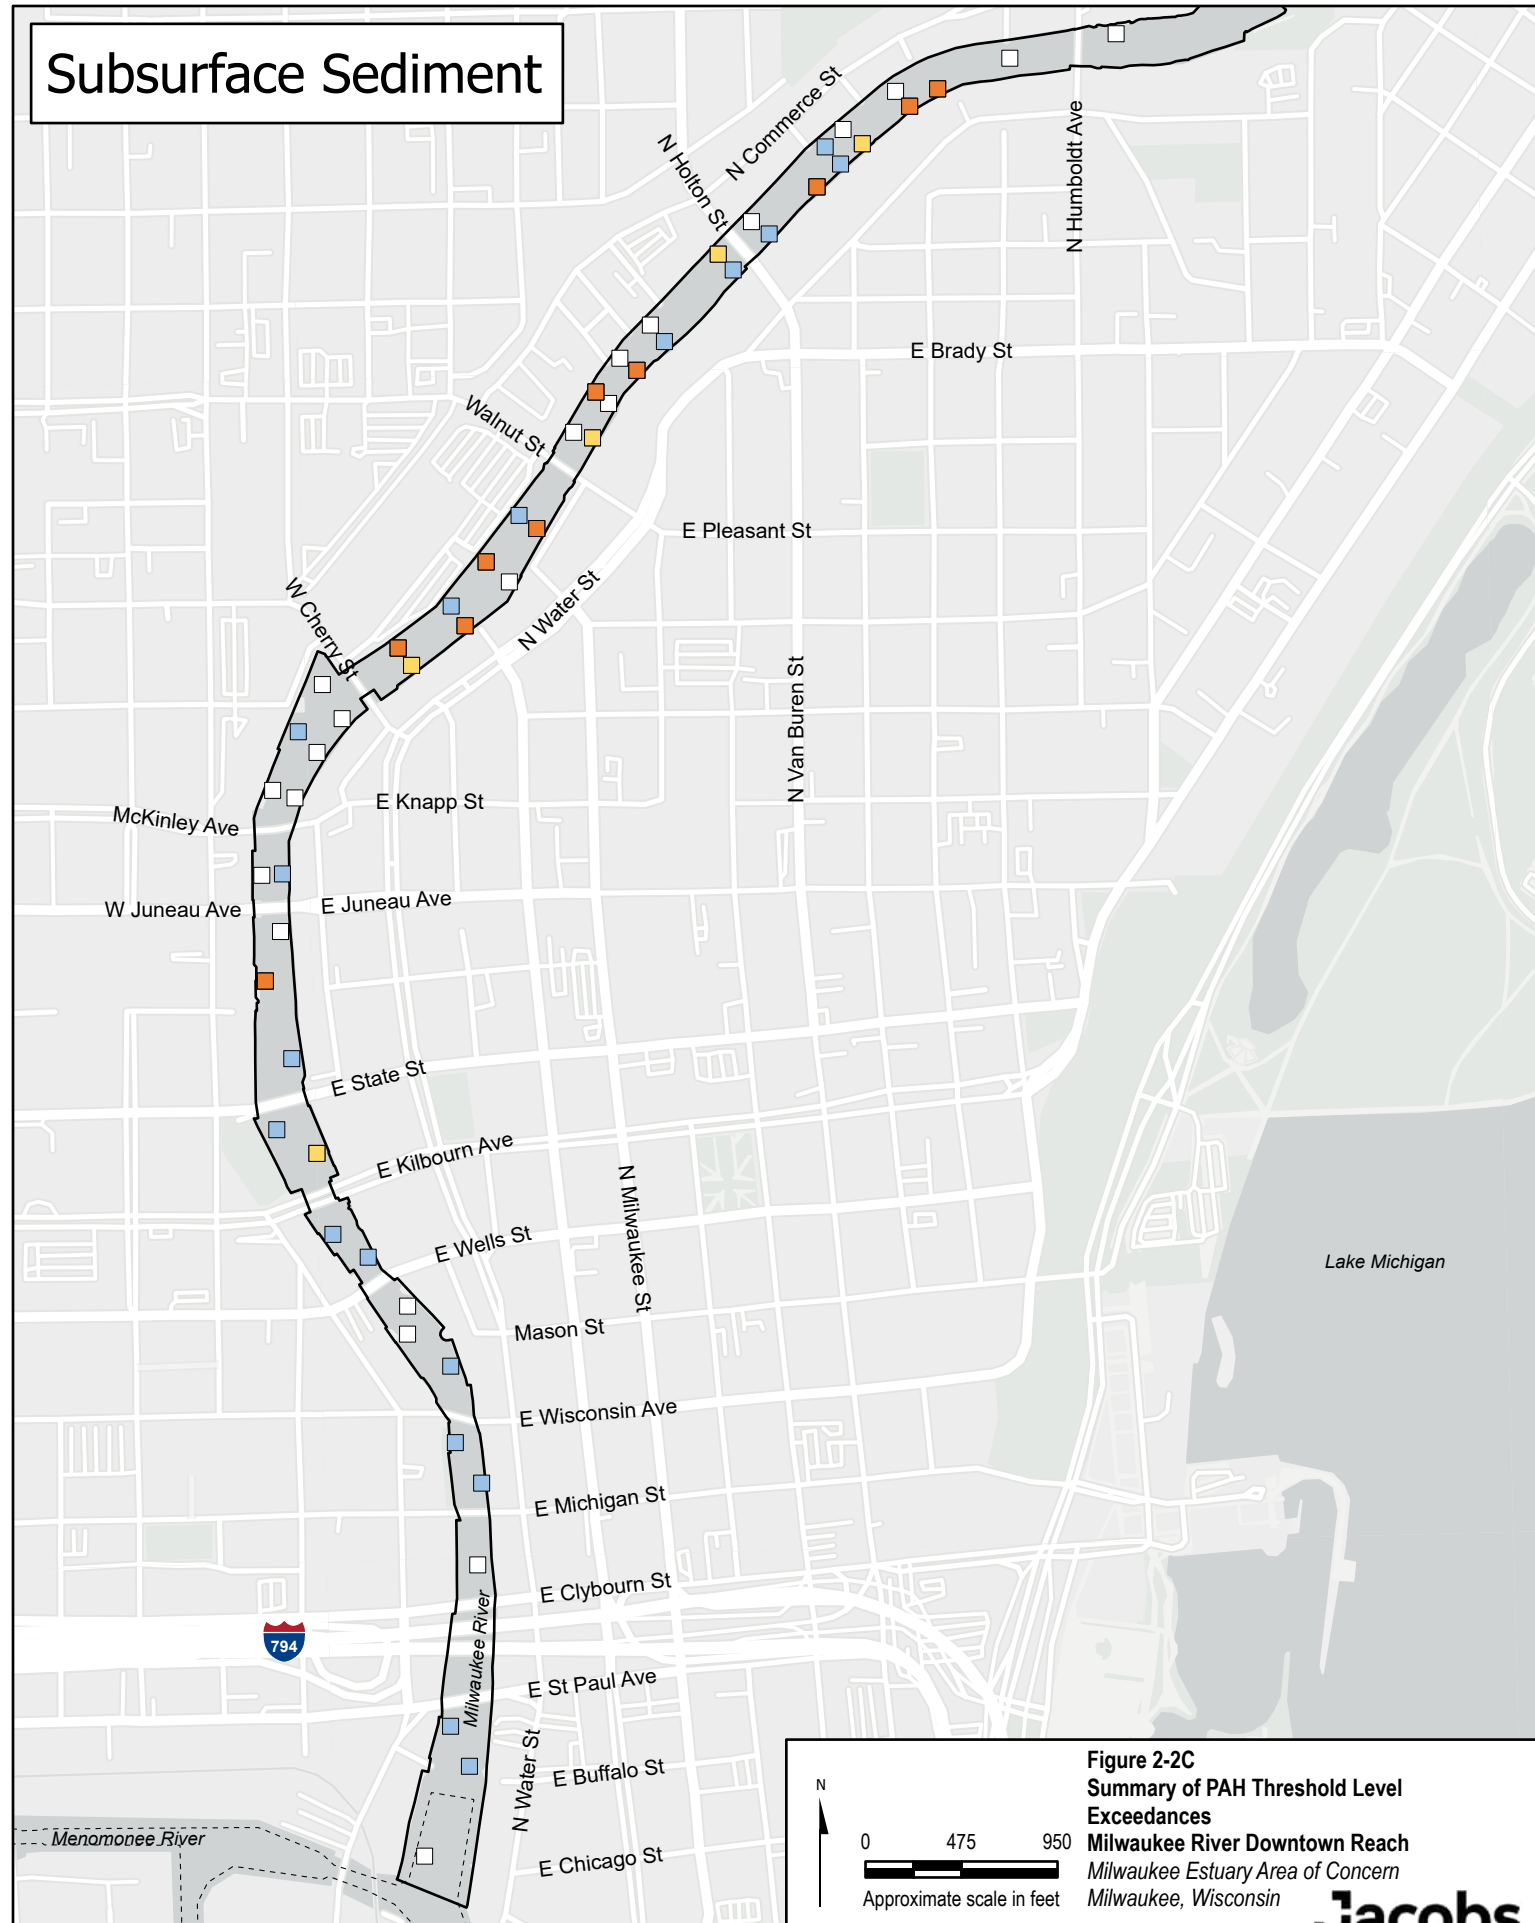 Subsurface Sediment
N Commerce St
N Holton St
N Humboldt Ave
E Brady St
Walnut St
E Pleasant St
W Cherry St
N Water St
N Van Buren St
McKinley Ave
E Knapp St
W Juneau Ave
E Juneau Ave
E State St
E Kilbourn Ave
N Milwaukee St
E Wells St
Lake Michigan
Mason St
E Wisconsin Ave
E Michigan St
E Clybourn St
794
Milwaukee River
E St Paul Ave
N Water St
E Buffalo St
Menomonee River
E Chicago St
N
0 475 950
Approximate scale in feet
Figure 2-2C
Summary of PAH Threshold Level
Exceedances
Milwaukee River Downtown Reach
Milwaukee Estuary Area of Concern
Milwaukee, Wisconsin
Jacobs